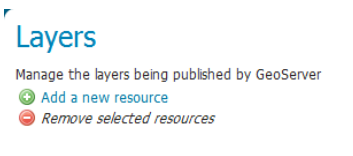 Layers
Manage the layers being published by GeoServer
Add a new resource
Remove selected resources